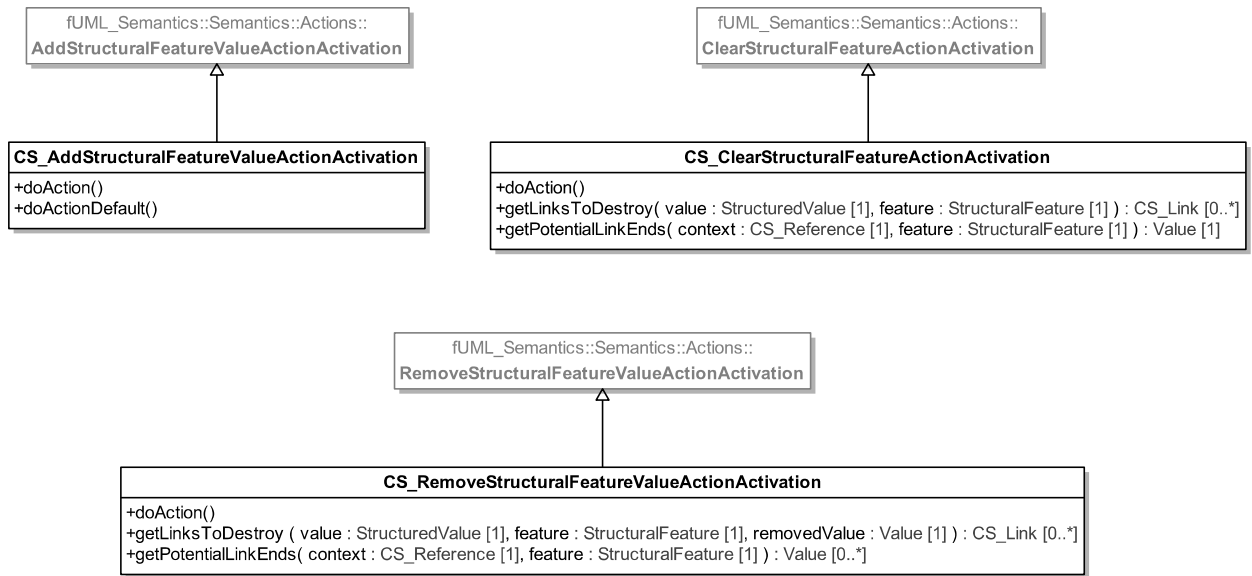 fUML_Semantics::Semantics::Actions::
AddStructuralFeatureValueActionActivation
CS_AddStructuralFeatureValueActionActivation
+doAction()
+doActionDefault()
fUML_Semantics::Semantics::Actions::
ClearStructuralFeatureActionActivation
CS_ClearStructuralFeatureActionActivation
+doAction()
+getLinksToDestroy( value : StructuredValue [1], feature : StructuralFeature [1] ) : CS_Link [0..*]
+getPotentialLinkEnds( context : CS_Reference [1], feature : StructuralFeature [1] ) : Value [1]
fUML_Semantics::Semantics::Actions::
RemoveStructuralFeatureValueActionActivation
CS_RemoveStructuralFeatureValueActionActivation
+doAction()
+getLinksToDestroy ( value : StructuredValue [1], feature : StructuralFeature [1], removedValue : Value [1] ) : CS_Link [0..*]
+getPotentialLinkEnds( context : CS_Reference [1], feature : StructuralFeature [1] ) : Value [0..*]